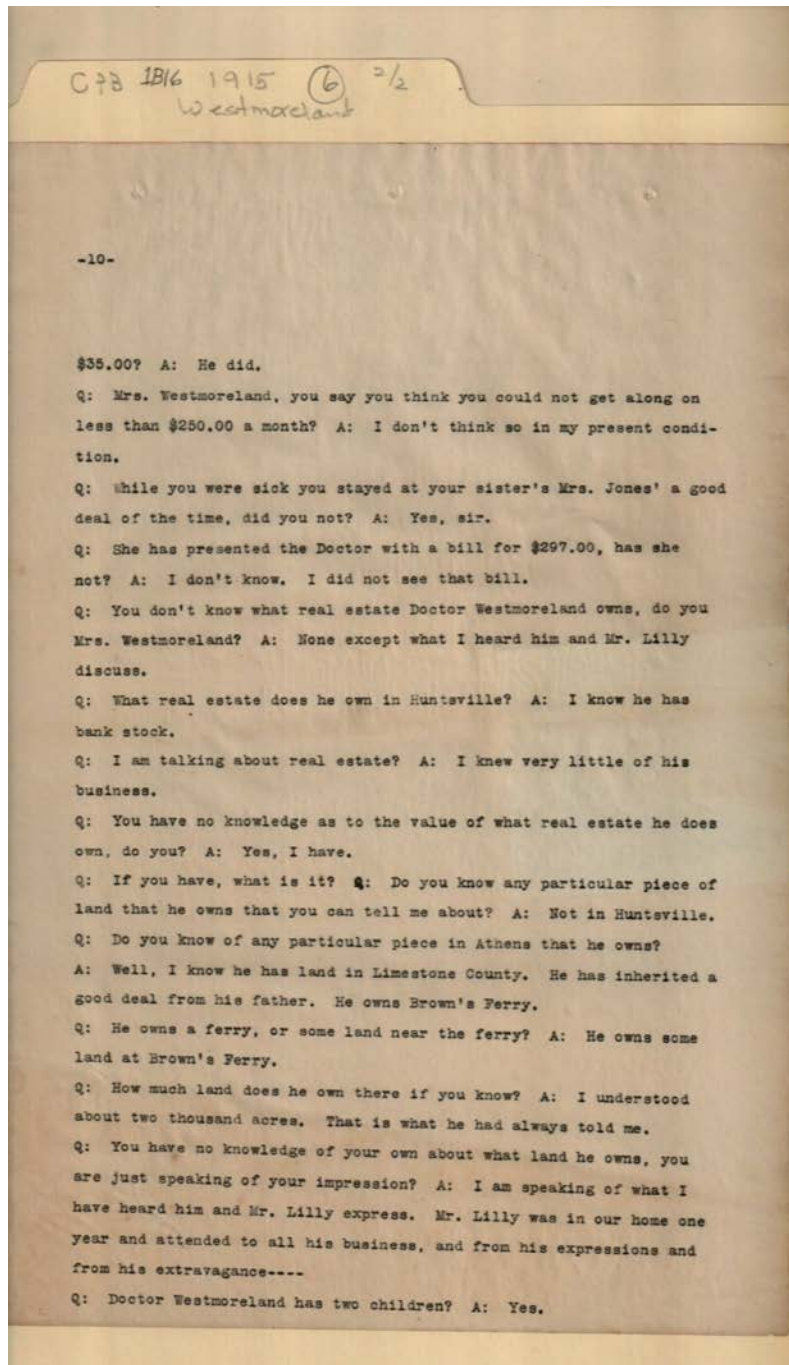 C73 1B16 1915 (6) 2/2
Westmoreland
-10-
$35.00? A: He did.
Q: Mrs. Westmoreland, you say you think you could not get along on
less than $250.00 a month? A: I don't think so in my present condi-
tion.
Q: While you were sick you stayed at your sister's Mrs. Jones' a good
deal of the time, did you not? A: Yes, sir.
Q: She has presented the Doctor with a bill for $297.00, has she
not? A: I don't know. I did not see that bill.
Q: You don't know what real estate Doctor Westmoreland owns, do you
Mrs. Westmoreland? A: None except what I heard him and Mr. Lilly
discuss.
Q: What real estate does he own in Huntsville? A: I know he has
bank stock.
Q: I am talking about real estate? A: I knew very little of his
business.
Q: You have no knowledge as to the value of what real estate he does
own, do you? A: Yes, I have.
Q: If you have, what is it? Q: Do you know any particular piece of
land that he owns that you can tell me about? A: Not in Huntsville.
Q: Do you know of any particular piece in Athens that he owns?
A: Well, I know he has land in Limestone County. He has inherited a
good deal from his father. He owns Brown's Ferry.
Q: He owns a ferry, or some land near the ferry? A: He owns some
land at Brown's Ferry.
Q: How much land does he own there if you know? A: I understood
about two thousand acres. That is what he had always told me.
Q: You have no knowledge of your own about what land he owns, you
are just speaking of your impression? A: I am speaking of what I
have heard him and Mr. Lilly express. Mr. Lilly was in our home one
year and attended to all his business, and from his expressions and
from his extravagance----
Q: Doctor Westmoreland has two children? A: Yes.